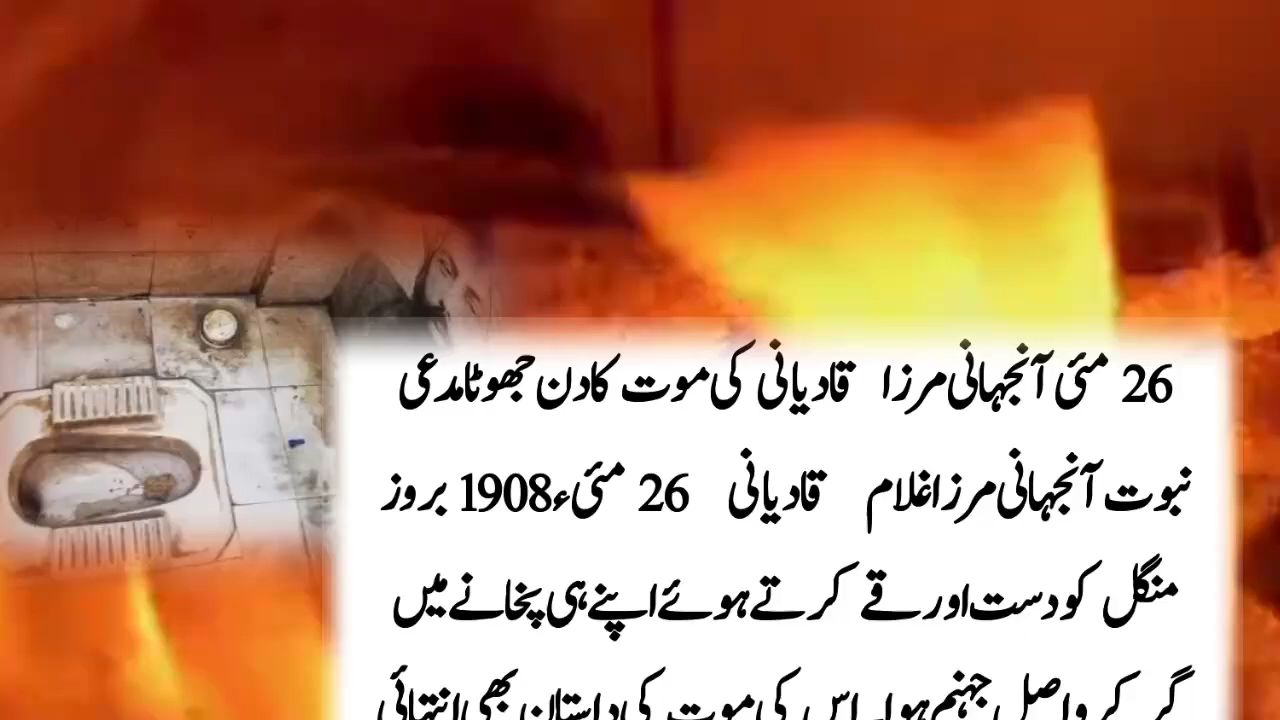 26 مئی آنجہانی مرزا قادیانی کی موت کا دن جھوٹا مدعی
نبوت آنجہانی مرزا غلام قادیانی 26 مئی 1908ء بروز
منگل کو دست اور قے کرتے ہوئے اپنے ہی پخانے میں
گر کر واصل جہنم ہوا۔ اس کی موت کی داستان بھی انتہائی